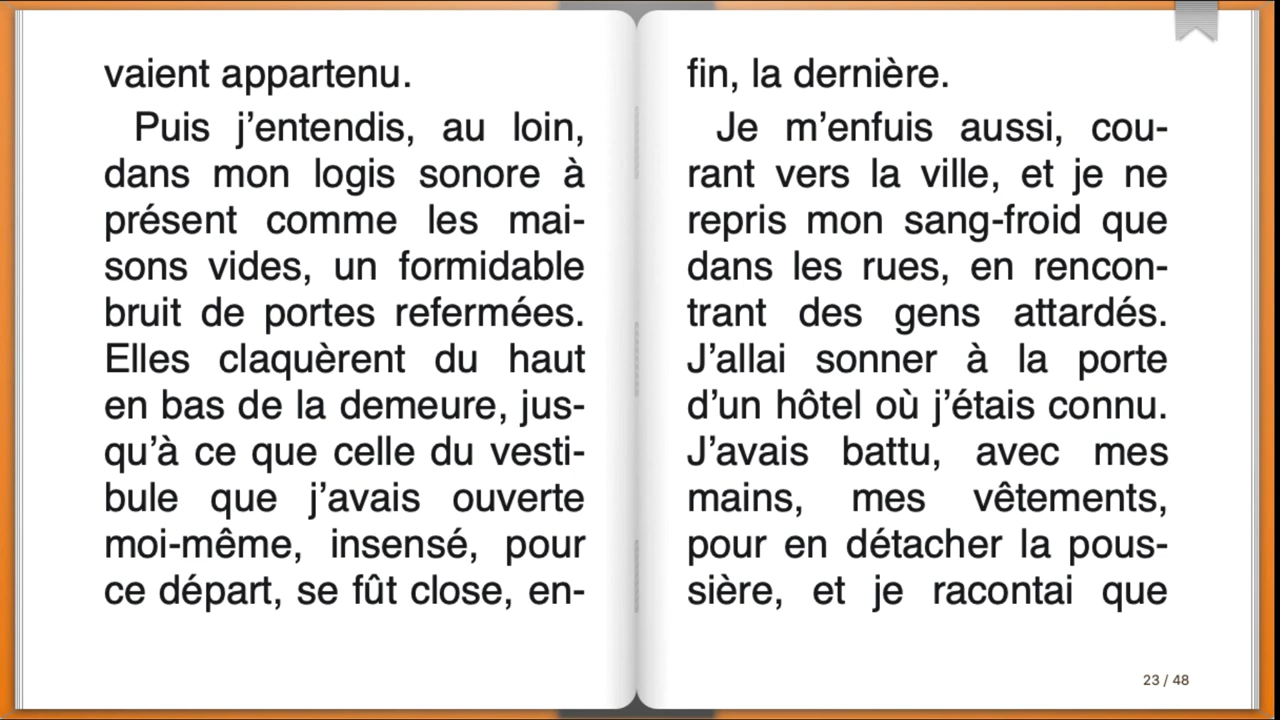 vaient appartenu.
Puis j’entendis, au loin,
dans mon logis sonore à
présent comme les mai-
sons vides, un formidable
bruit de portes refermées.
Elles claquèrent du haut
en bas de la demeure, jus-
qu’à ce que celle du vesti-
bule que j’avais ouverte
moi-même, insensé, pour
ce départ, se fût close, en-
fin, la dernière.
Je m’enfuis aussi, cou-
rant vers la ville, et je ne
repris mon sang-froid que
dans les rues, en rencon-
trant des gens attardés.
J’allai sonner à la porte
d’un hôtel où j’étais connu.
J’avais battu, avec mes
mains, mes vêtements,
pour en détacher la pous-
sière, et je racontai que
23 / 48